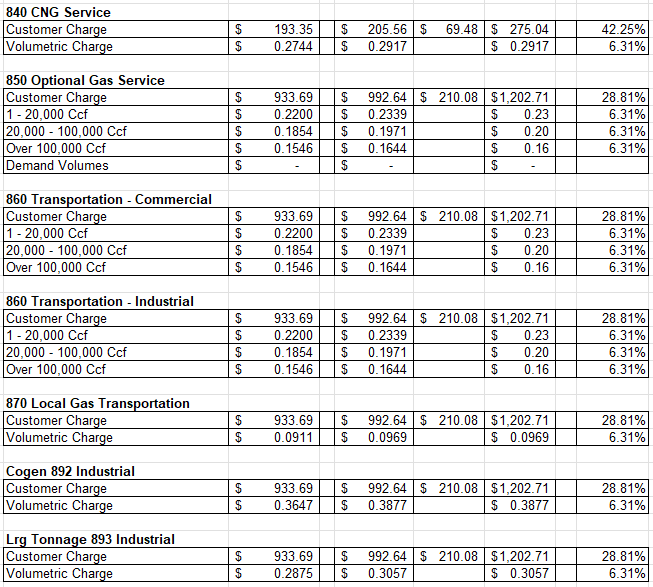 840 CNG Service
Customer Charge $ 193.35 $ 205.56 $ 69.48 $ 275.04 42.25%
Volumetric Charge $ 0.2744 $ 0.2917 $ 0.2917 6.31%
850 Optional Gas Service
Customer Charge $ 933.69 $ 992.64 $ 210.08 $1,202.71 28.81%
1 - 20,000 Ccf $ 0.2200 $ 0.2339 $ 0.23 6.31%
20,000 - 100,000 Ccf $ 0.1854 $ 0.1971 $ 0.20 6.31%
Over 100,000 Ccf $ 0.1546 $ 0.1644 $ 0.16 6.31%
Demand Volumes $ - $ - $ -
860 Transportation - Commercial
Customer Charge $ 933.69 $ 992.64 $ 210.08 $1,202.71 28.81%
1 - 20,000 Ccf $ 0.2200 $ 0.2339 $ 0.23 6.31%
20,000 - 100,000 Ccf $ 0.1854 $ 0.1971 $ 0.20 6.31%
Over 100,000 Ccf $ 0.1546 $ 0.1644 $ 0.16 6.31%
860 Transportation - Industrial
Customer Charge $ 933.69 $ 992.64 $ 210.08 $1,202.71 28.81%
1 - 20,000 Ccf $ 0.2200 $ 0.2339 $ 0.23 6.31%
20,000 - 100,000 Ccf $ 0.1854 $ 0.1971 $ 0.20 6.31%
Over 100,000 Ccf $ 0.1546 $ 0.1644 $ 0.16 6.31%
870 Local Gas Transportation
Customer Charge $ 933.69 $ 992.64 $ 210.08 $1,202.71 28.81%
Volumetric Charge $ 0.0911 $ 0.0969 $ 0.0969 6.31%
Cogen 892 Industrial
Customer Charge $ 933.69 $ 992.64 $ 210.08 $1,202.71 28.81%
Volumetric Charge $ 0.3647 $ 0.3877 $ 0.3877 6.31%
Lrg Tonnage 893 Industrial
Customer Charge $ 933.69 $ 992.64 $ 210.08 $1,202.71 28.81%
Volumetric Charge $ 0.2875 $ 0.3057 $ 0.3057 6.31%